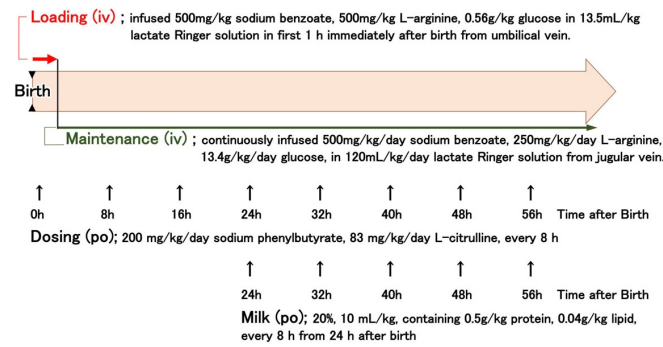 Loading (iv) ; infused 500mg/kg sodium benzoate, 500mg/kg L-arginine, 0.56g/kg glucose in 13.5mL/kg
lactate Ringer solution in first 1 h immediately after birth from umbilical vein.
Birth
Maintenance (iv) ; continuously infused 500mg/kg/day sodium benzoate, 250mg/kg/day L-arginine,
13.4g/kg/day glucose, in 120mL/kg/day lactate Ringer solution from jugular vein.
0h 8h 16h 24h 32h 40h 48h 56h Time after Birth
Dosing (po); 200 mg/kg/day sodium phenylbutyrate, 83 mg/kg/day L-citrulline, every 8 h
24h 32h 40h 48h 56h Time after Birth
Milk (po); 20%, 10 mL/kg, containing 0.5g/kg protein, 0.04g/kg lipid,
every 8 h from 24 h after birth